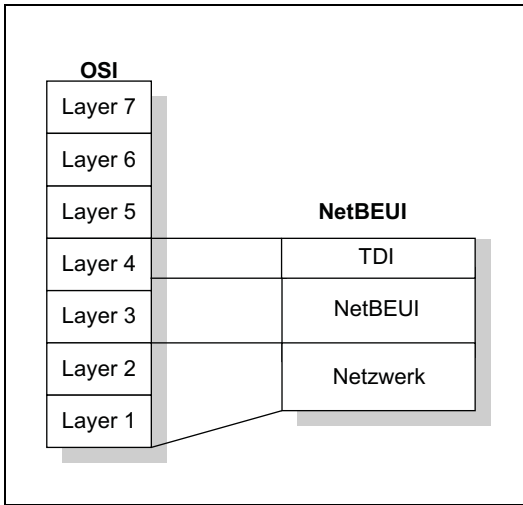 OSI
Layer 7
Layer 6
Layer 5
Layer 4
Layer 3
Layer 2
Layer 1
NetBEUI
TDI
NetBEUI
Netzwerk